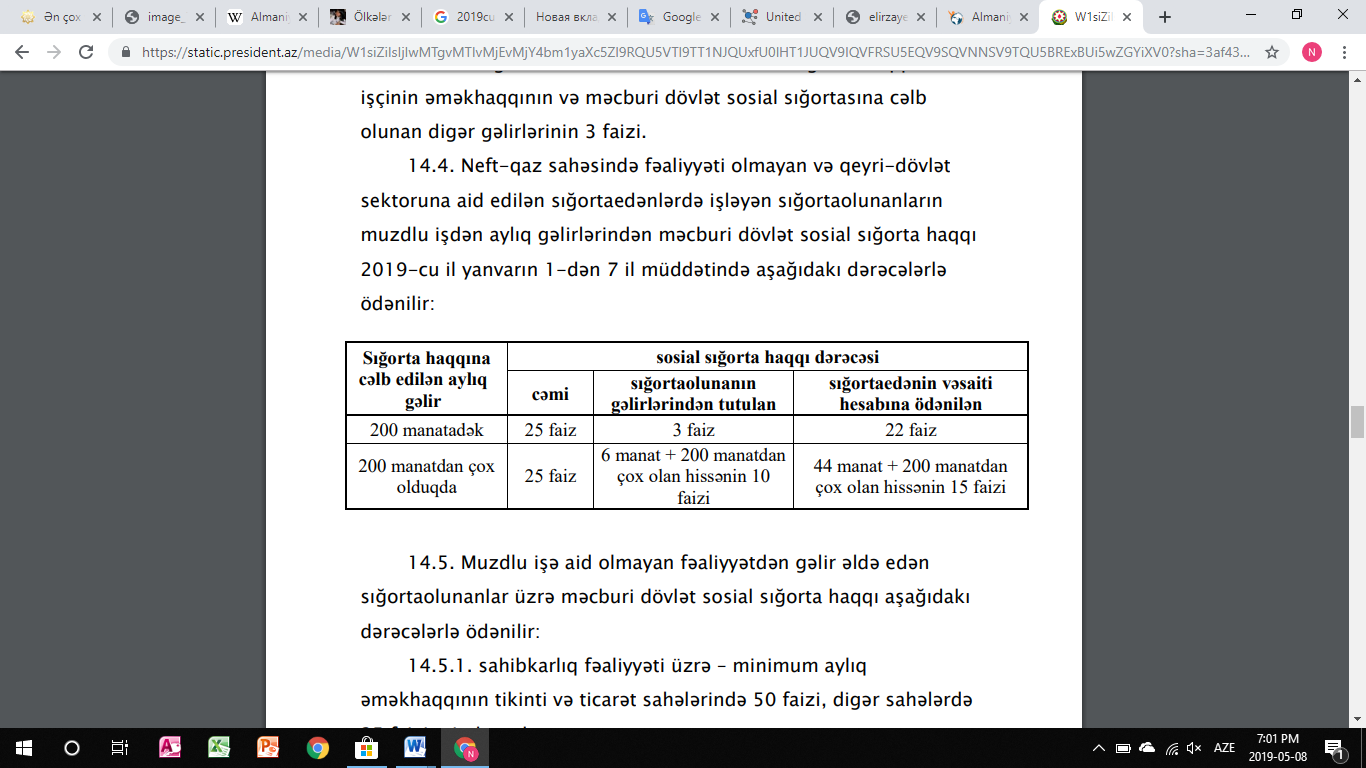 Ən çox
image_
Almaniy
Ölkələr
2019cu
Новая вкла
Google
United
elirzaye
Almaniy
W1siZil
https://static.president.az/media/
N
işçinin əməkhaqqının və məcburi dövlət sosial sığortasına cəlb
olunan digər gəlirlərinin 3 faizi.
14.4. Neft-qaz sahəsində fəaliyyəti olmayan və qeyri-dövlət
sektoruna aid edilən sığortaedənlərdə işləyən sığortaolunanların
muzdlu işdən aylıq gəlirlərindən məcburi dövlət sosial sığorta haqqı
2019-cu il yanvarın 1-dən 7 il müddətində aşağıdakı dərəcələrlə
ödənilir:
Sığorta haqqına
cəlb edilən aylıq
gəlir
sosial sığorta haqqı dərəcəsi
cəmi
sığortaolunanın
gəlirlərindən tutulan
sığortaedənin vəsaiti
hesabına ödənilən
200 manatadək
25 faiz
3 faiz
22 faiz
200 manatdan çox
olduqda
25 faiz
6 manat + 200 manatdan
çox olan hissənin 10
faizi
44 manat + 200 manatdan
çox olan hissənin 15 faizi
14.5. Muzdlu işə aid olmayan fəaliyyətdən gəlir əldə edən
sığortaolunanlar üzrə məcburi dövlət sosial sığorta haqqı aşağıdakı
dərəcələrlə ödənilir:
14.5.1. sahibkarlıq fəaliyyəti üzrə – minimum aylıq
əməkhaqqının tikinti və ticarət sahələrində 50 faizi, digər sahələrdə
AZE
7:01 PM
2019-05-08
1